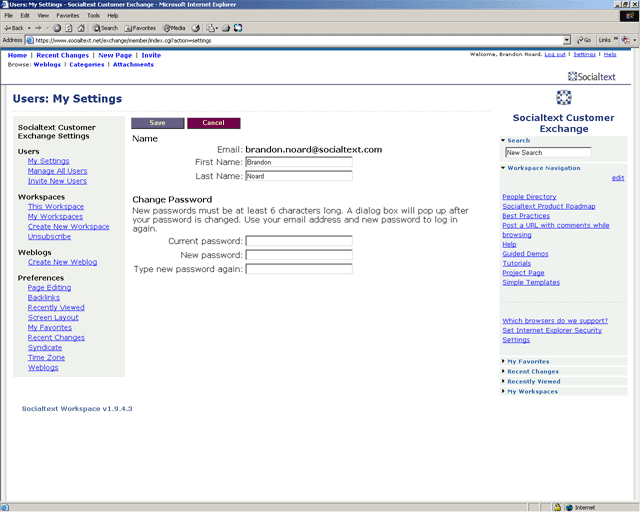 Users: My Settings - Socialtext Customer Exchange - Microsoft Internet Explorer
File Edit View Favorites Tools Help
Back Search Favorites Media
Address https://www.socialtext.net/exchange/member/index.cgi?action=settings Go Links
Home | Recent Changes | New Page | Invite
Welcome, Brandon Noard. Log out | Settings | Help
Browse: Weblogs | Categories | Attachments
Socialtext
Users: My Settings
Save Cancel
Socialtext Customer Exchange Settings
Users
My Settings
Manage All Users
Invite New Users
Workspaces
This Workspace
My Workspaces
Create New Workspace
Unsubscribe
Weblogs
Create New Weblog
Preferences
Page Editing
Backlinks
Recently Viewed
Screen Layout
My Favorites
Recent Changes
Syndicate
Time Zone
Weblogs
Name
Email: brandon.noard@socialtext.com
First Name: Brandon
Last Name: Noard
Change Password
New passwords must be at least 6 characters long. A dialog box will pop up after
your password is changed. Use your email address and new password to log in
again.
Current password:
New password:
Type new password again:
Socialtext Customer
Exchange
Search
New Search
Workspace Navigation
edit
People Directory
Socialtext Product Roadmap
Best Practices
Post a URL with comments while
browsing
Help
Guided Demos
Tutorials
Project Page
Simple Templates
Which browsers do we support?
Set Internet Explorer Security
Settings
My Favorites
Recent Changes
Recently Viewed
My Workspaces
Socialtext Workspace v1.9.4.3
Internet